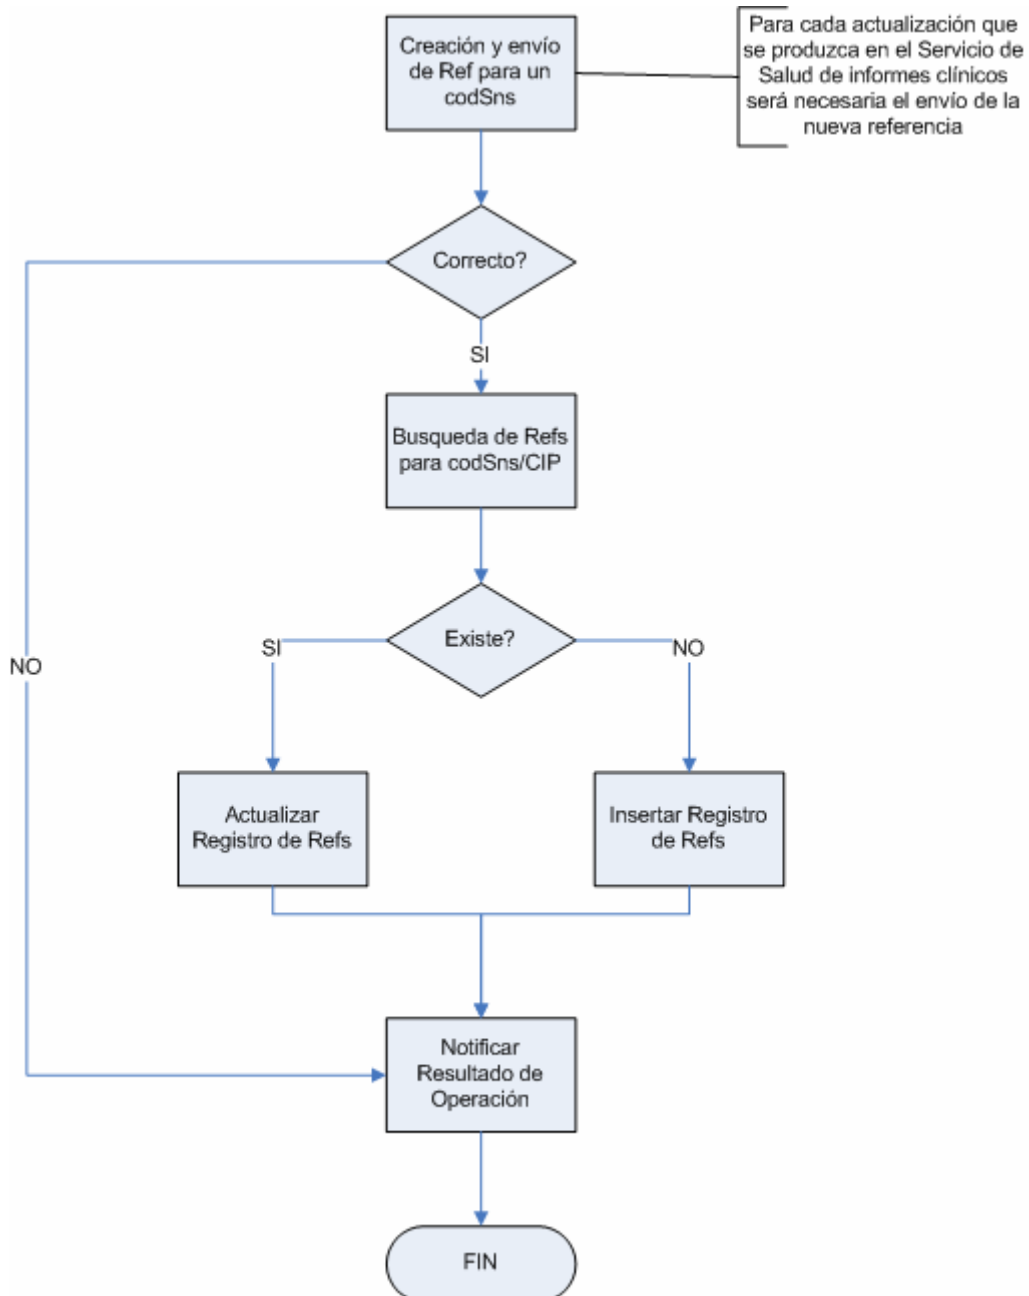 Creación y envío
de Ref para un
codSns
Para cada actualización que
se produzca en el Servicio de
Salud de informes clínicos
será necesaria el envío de la
nueva referencia
Correcto?
SI
Busqueda de Refs
para codSns/CIP
Existe?
SI
NO
NO
Actualizar
Registro de Refs
Insertar Registro
de Refs
Notificar
Resultado de
Operación
FIN